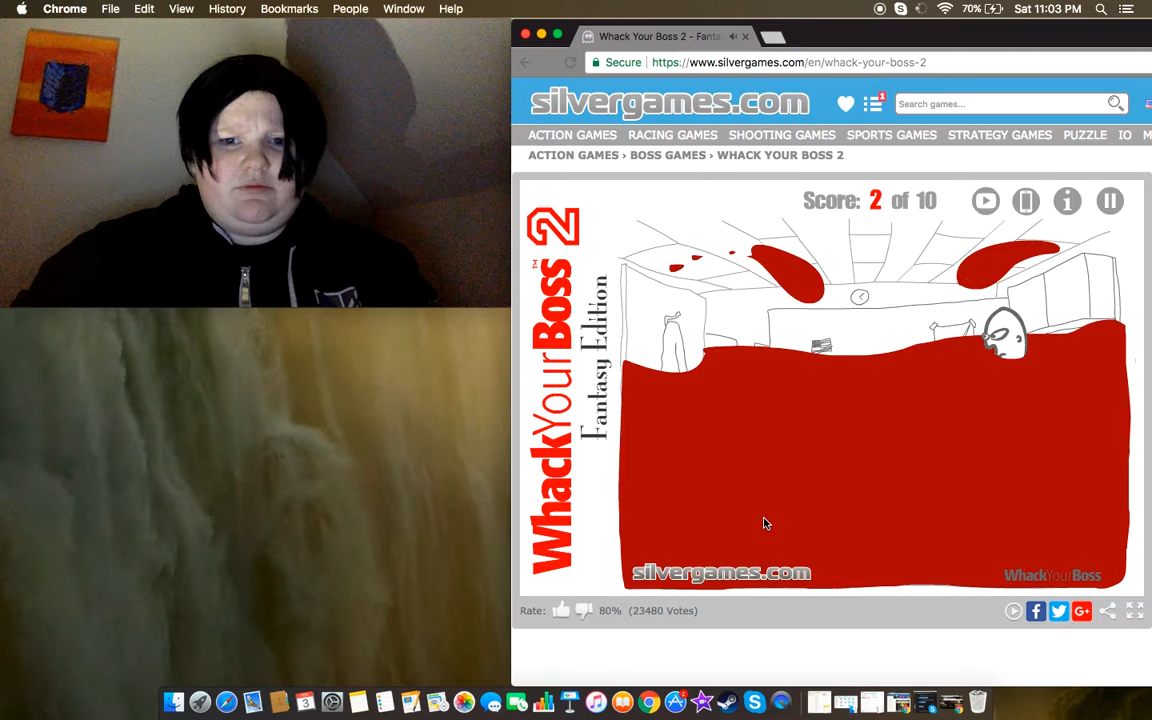 Chrome File Edit View History Bookmarks People Window Help
70% Sat 11:03 PM
Whack Your Boss 2 - Fanta
Secure https://www.silvergames.com/en/whack-your-boss-2
silvergames.com
1
Search games...
ACTION GAMES RACING GAMES SHOOTING GAMES SPORTS GAMES STRATEGY GAMES PUZZLE IO M
ACTION GAMES › BOSS GAMES › WHACK YOUR BOSS 2
Score: 2 of 10
WhackYourBoss™ 2
Fantasy Edition
silvergames.com
WhackYourBoss
Rate: 80% (23480 Votes)
3